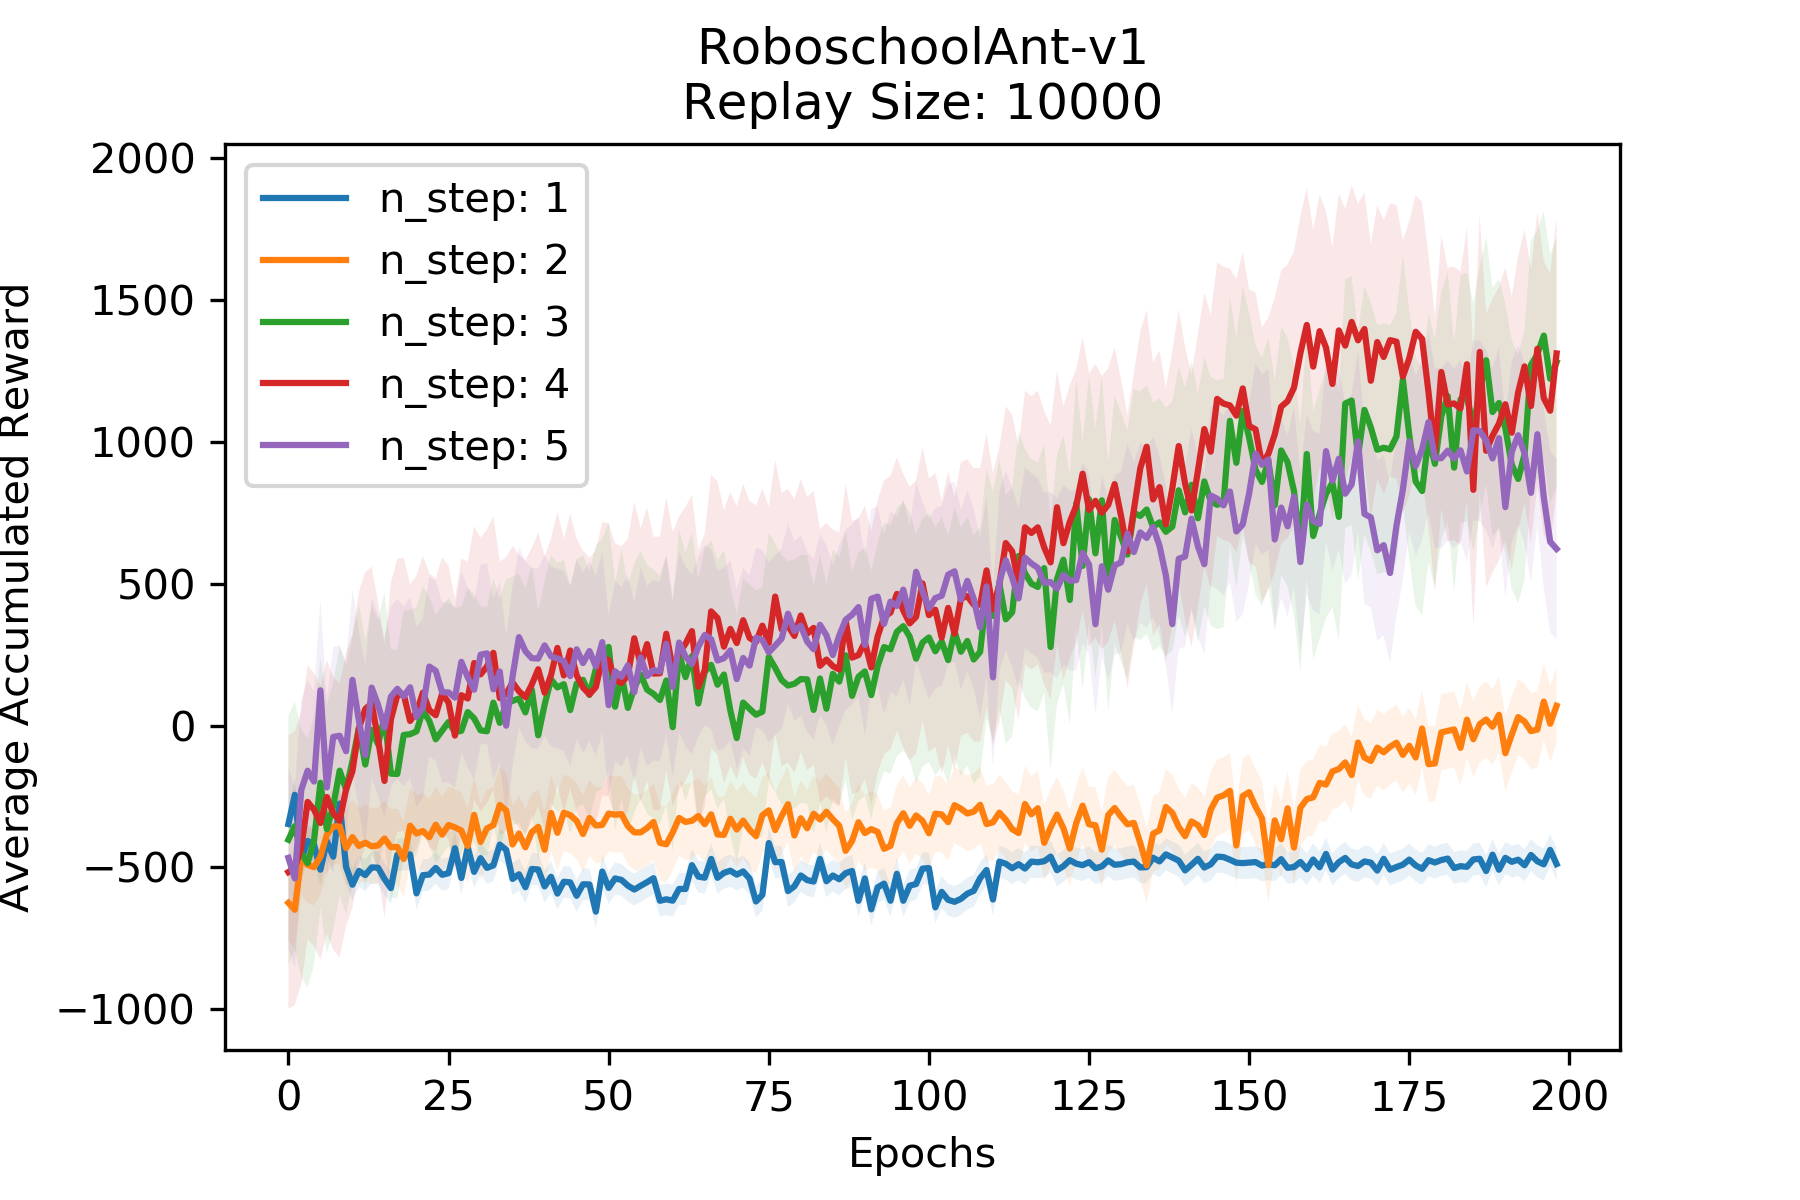 RoboschoolAnt-v1
Replay Size: 10000
Average Accumulated Reward
2000
1500
1000
500
0
−500
−1000
n_step: 1
n_step: 2
n_step: 3
n_step: 4
n_step: 5
0 25 50 75 100 125 150 175 200
Epochs